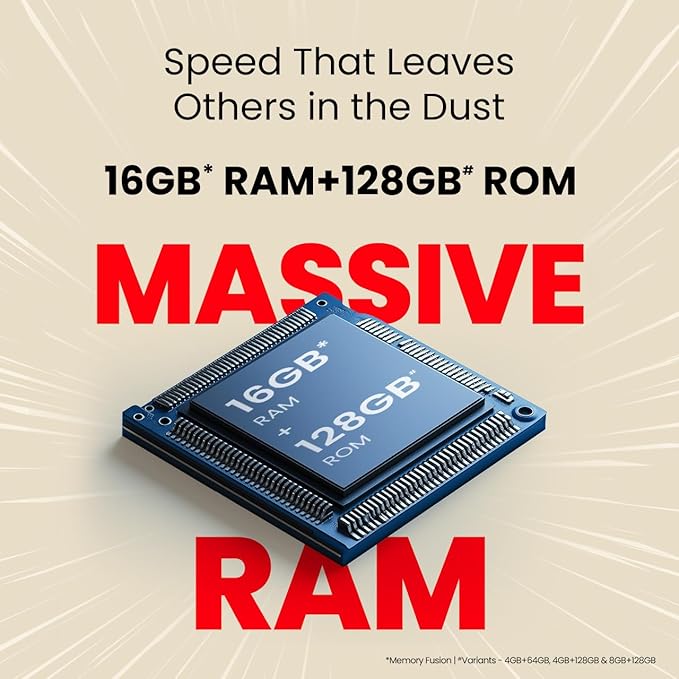 Speed That Leaves
Others in the Dust
16GB* RAM+128GB# ROM
MASSIVE
16GB*
RAM
+
128GB#
ROM
RAM
*Memory Fusion | #Variants - 4GB+64GB, 4GB+128GB & 8GB+128GB